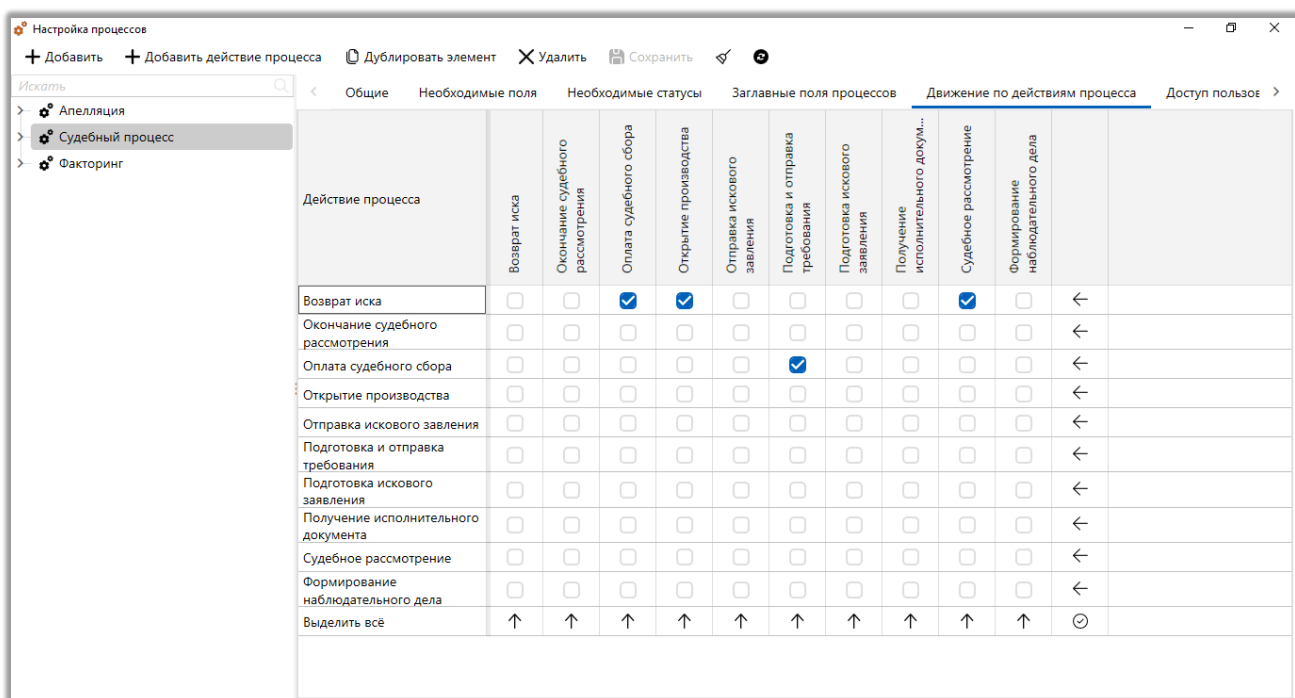 Настройка процессов
Добавить Добавить действие процесса Дублировать элемент Удалить Сохранить
Искать
Апелляция
Судебный процесс
Факторинг
Общие Необходимые поля Необходимые статусы Заглавные поля процессов Движение по действиям процесса Доступ пользов
Действие процесса
Возврат иска
Окончание судебного
рассмотрения
Оплата судебного сбора
Открытие производства
Отправка искового
завления
Подготовка и отправка
требования
Подготовка искового
заявления
Получение
исполнительного докум...
Судебное рассмотрение
Формирование
наблюдательного дела
Возврат иска
Окончание судебного
рассмотрения
Оплата судебного сбора
Открытие производства
Отправка искового завления
Подготовка и отправка
требования
Подготовка искового
заявления
Получение исполнительного
документа
Судебное рассмотрение
Формирование
наблюдательного дела
Выделить всё